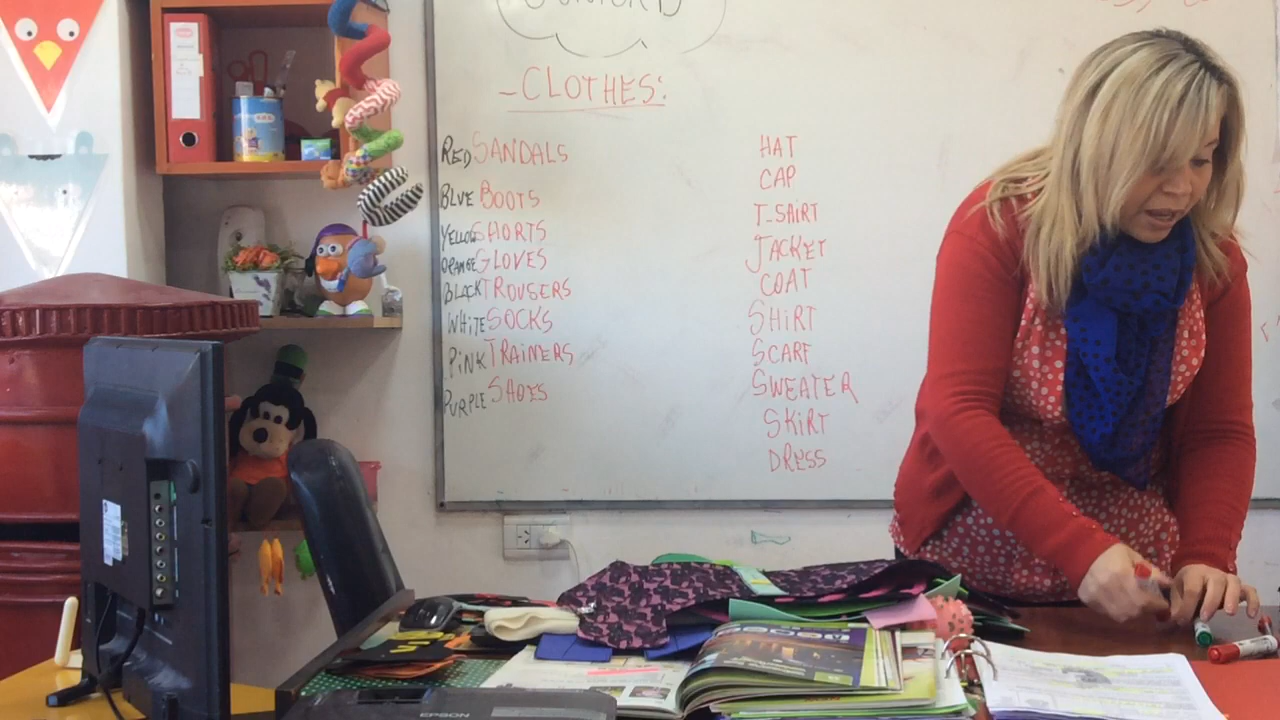 - CLOTHES:
RED SANDALS
BLUE BOOTS
YELLOW SHORTS
ORANGE GLOVES
BLACK TROUSERS
WHITE SOCKS
PINK TRAINERS
PURPLE SHOES
HAT
CAP
T-SHIRT
JACKET
COAT
SHIRT
SCARF
SWEATER
SKIRT
DRESS
EPSON